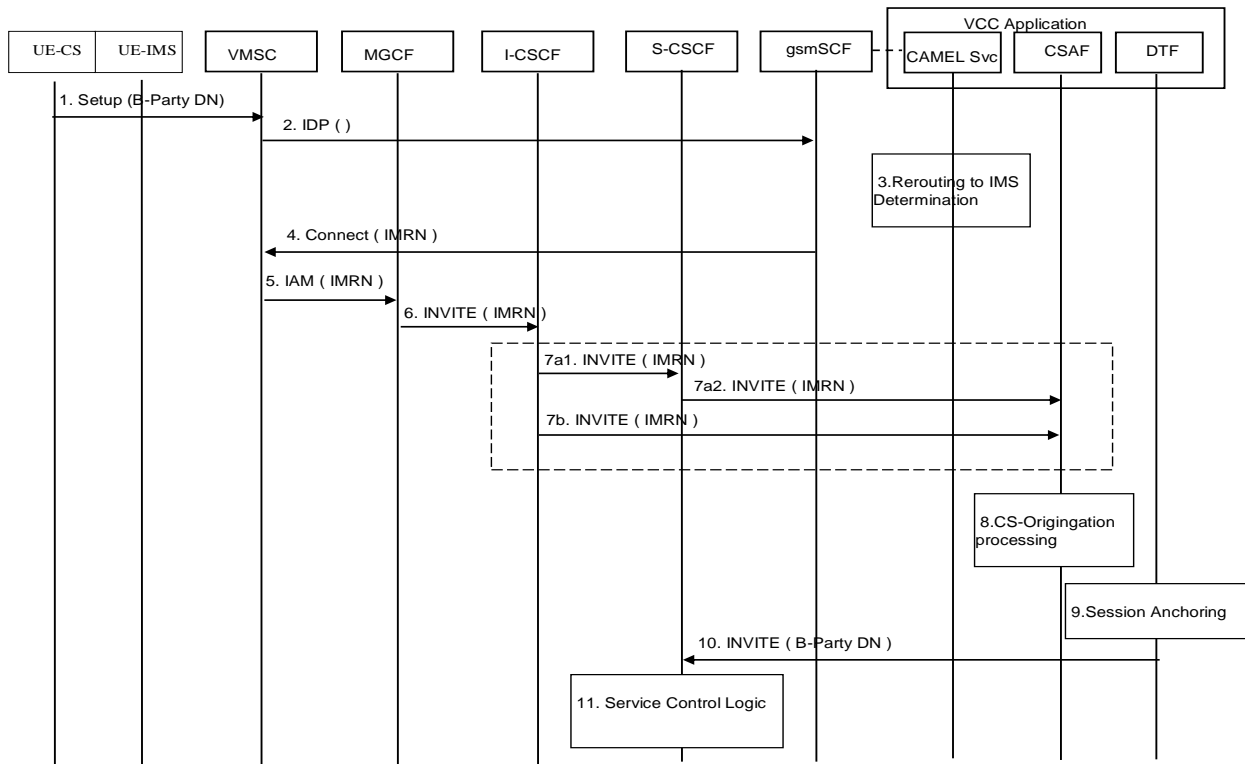 VCC Application
UE-CS
UE-IMS
VMSC
MGCF
I-CSCF
S-CSCF
gsmSCF
CAMEL Svc
CSAF
DTF
1. Setup (B-Party DN)
2. IDP ( )
3.Rerouting to IMS
Determination
4. Connect ( IMRN )
5. IAM ( IMRN )
6. INVITE ( IMRN )
7a1. INVITE ( IMRN )
7a2. INVITE ( IMRN )
7b. INVITE ( IMRN )
8.CS-Origingation
processing
9.Session Anchoring
10. INVITE ( B-Party DN )
11. Service Control Logic